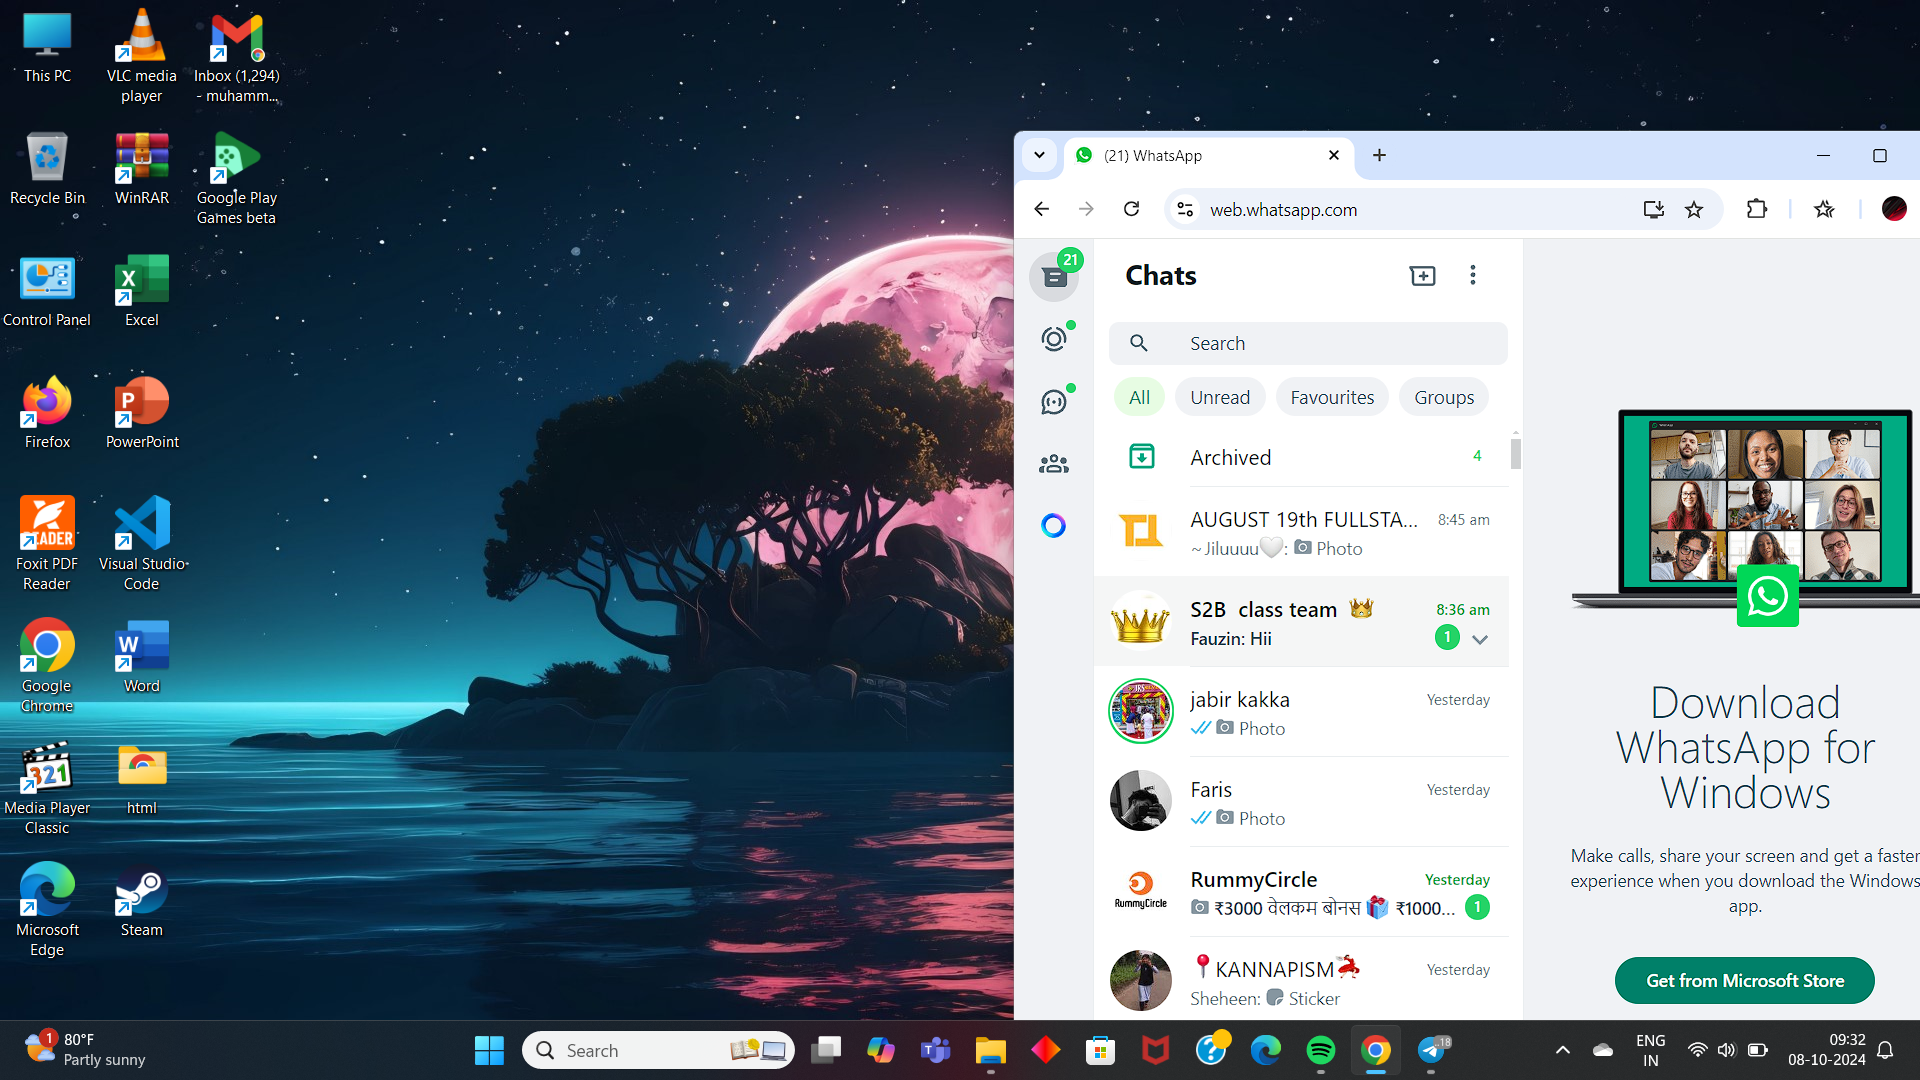 This PC
VLC media
player
Inbox (1,294)
- muhamm...
Recycle Bin
WinRAR
Google Play
Games beta
Control Panel
Excel
Firefox
PowerPoint
Foxit PDF
Reader
Visual Studio
Code
Google
Chrome
Word
Media Player
Classic
html
Microsoft
Edge
Steam
(21) WhatsApp
web.whatsapp.com
21
Chats
Search
All
Unread
Favourites
Groups
Archived
4
AUGUST 19th FULLSTA...
8:45 am
~Jiluuuu🤍: Photo
S2B class team 👑
8:36 am
Fauzin: Hii
1
jabir kakka
Yesterday
Photo
Faris
Yesterday
Photo
RummyCircle
RummyCircle
Yesterday
₹3000 वेलकम बोनस 🎁 ₹1000...
1
📍KANNAPISM💃
Yesterday
Sheheen: Sticker
Download
WhatsApp for
Windows
Make calls, share your screen and get a faster
experience when you download the Windows
app.
Get from Microsoft Store
1
80°F
Partly sunny
Search
..18
ENG
IN
09:32
08-10-2024